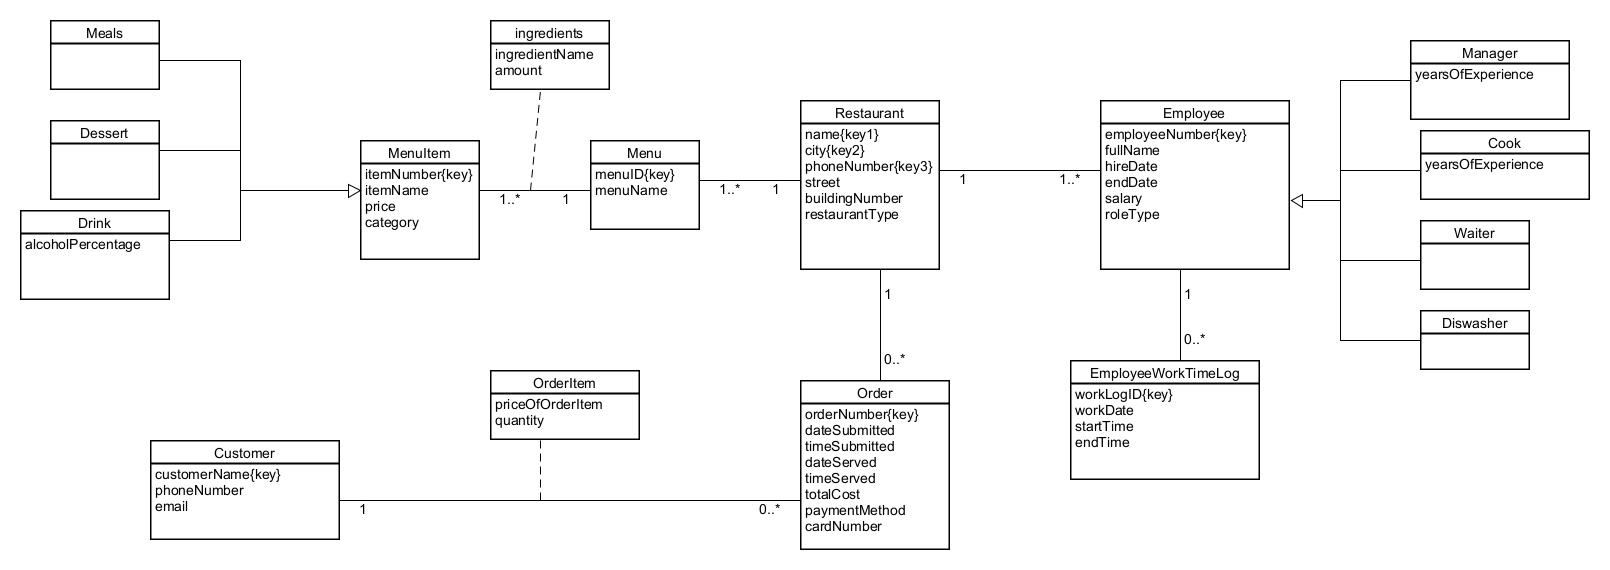 Meals
Dessert
Drink
alcoholPercentage
ingredients
ingredientName
amount
MenuItem
itemNumber{key}
itemName
price
category
1..*
1
Menu
menuID{key}
menuName
1..*
1
Restaurant
name{key1}
city{key2}
phoneNumber{key3}
street
buildingNumber
restaurantType
1
1..*
Employee
employeeNumber{key}
fullName
hireDate
endDate
salary
roleType
Manager
yearsOfExperience
Cook
yearsOfExperience
Waiter
Diswasher
1
0..*
1
0..*
EmployeeWorkTimeLog
workLogID{key}
workDate
startTime
endTime
OrderItem
priceOfOrderItem
quantity
Customer
customerName{key}
phoneNumber
email
1
0..*
Order
orderNumber{key}
dateSubmitted
timeSubmitted
dateServed
timeServed
totalCost
paymentMethod
cardNumber